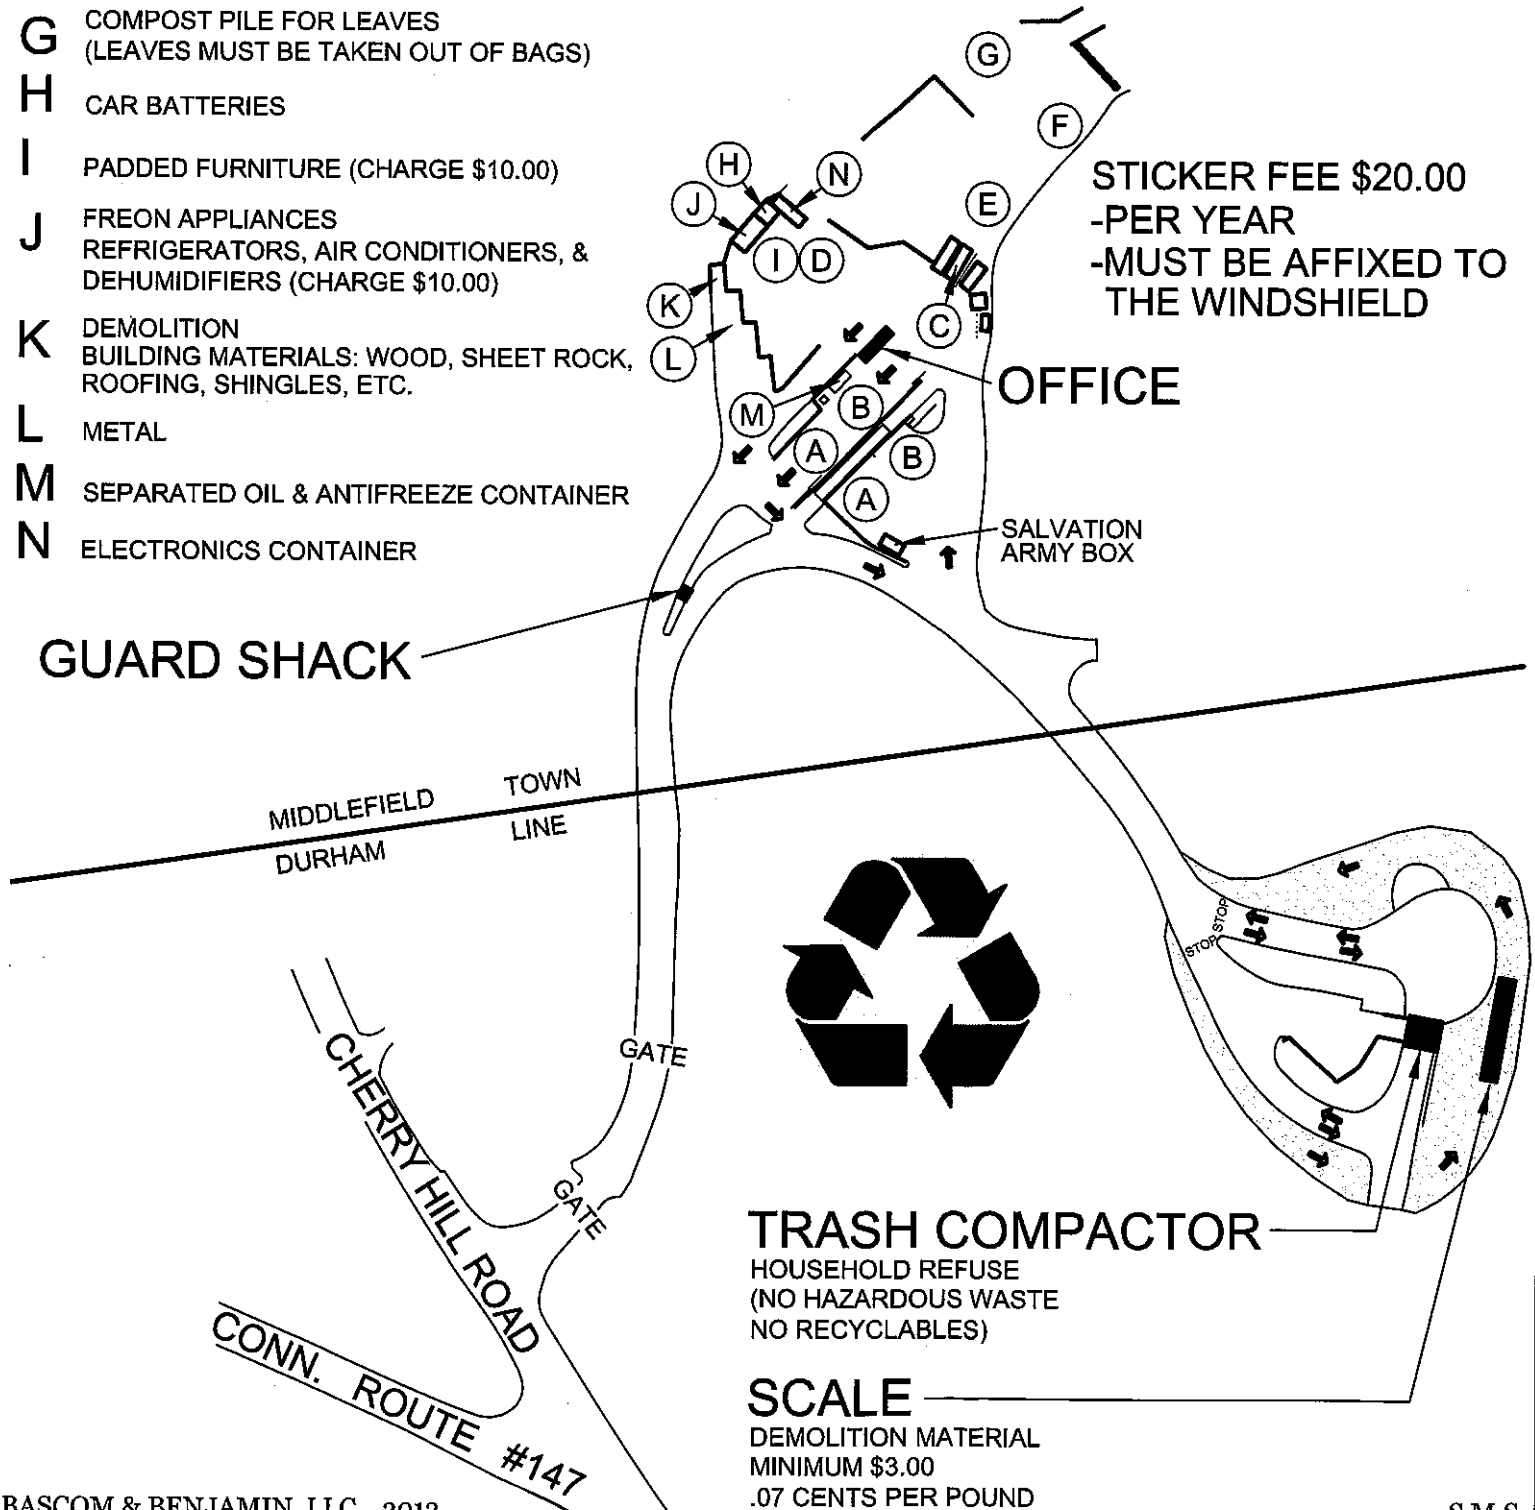 G COMPOST PILE FOR LEAVES
(LEAVES MUST BE TAKEN OUT OF BAGS)
H CAR BATTERIES
I PADDED FURNITURE (CHARGE $10.00)
J FREON APPLIANCES
REFRIGERATORS, AIR CONDITIONERS, &
DEHUMIDIFIERS (CHARGE $10.00)
K DEMOLITION
BUILDING MATERIALS: WOOD, SHEET ROCK,
ROOFING, SHINGLES, ETC.
L METAL
M SEPARATED OIL & ANTIFREEZE CONTAINER
N ELECTRONICS CONTAINER
G
F
H
N
J
E
I
D
K
C
L
M
B
A
B
A
STICKER FEE $20.00
-PER YEAR
-MUST BE AFFIXED TO
THE WINDSHIELD
OFFICE
SALVATION
ARMY BOX
GUARD SHACK
MIDDLEFIELD TOWN
DURHAM LINE
STOP
STOP
GATE
GATE
CHERRY HILL ROAD
CONN. ROUTE #147
TRASH COMPACTOR
HOUSEHOLD REFUSE
(NO HAZARDOUS WASTE
NO RECYCLABLES)
SCALE
DEMOLITION MATERIAL
MINIMUM $3.00
.07 CENTS PER POUND
BASCOM & BENJAMIN, LLC 2012
S.M.S.